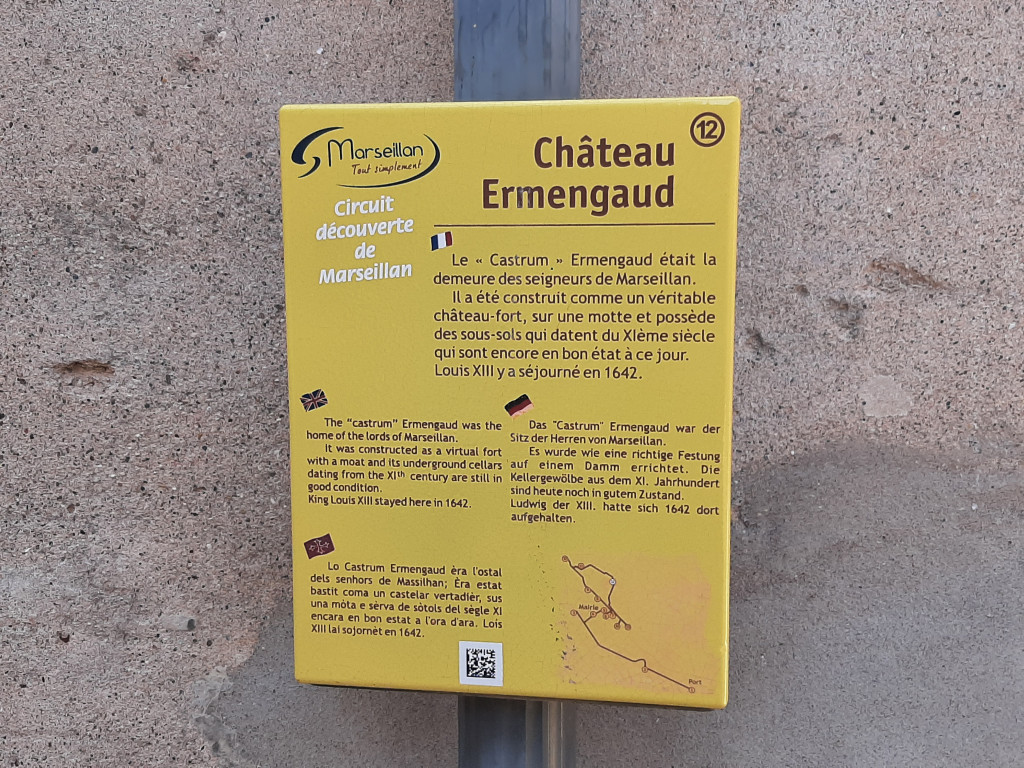 Marseillan
Tout simplement
12
Château
Ermengaud
Circuit
découverte
de
Marseillan
Le « Castrum » Ermengaud était la
demeure des seigneurs de Marseillan.
Il a été construit comme un véritable
château-fort, sur une motte et possède
des sous-sols qui datent du XIème siècle
qui sont encore en bon état à ce jour.
Louis XIII y a séjourné en 1642.
The "castrum" Ermengaud was the
home of the lords of Marseillan.
It was constructed as a virtual fort
with a moat and its underground cellars
dating from the XIth century are still in
good condition.
King Louis XIII stayed here in 1642.
Das "Castrum" Ermengaud war der
Sitz der Herren von Marseillan.
Es wurde wie eine richtige Festung
auf einem Damm errichtet. Die
Kellergewölbe aus dem XI. Jahrhundert
sind heute noch in gutem Zustand.
Ludwig der XIII. hatte sich 1642 dort
aufgehalten.
Lo Castrum Ermengaud èra l'ostal
dels senhors de Massilhan; Èra estat
bastit coma un castelar vertadièr, sus
una mòta e sèrva de sòtols del sègle XI
encara en bon estat a l'ora d'ara. Loís
XIII lai sojornèt en 1642.
Mairie
Port